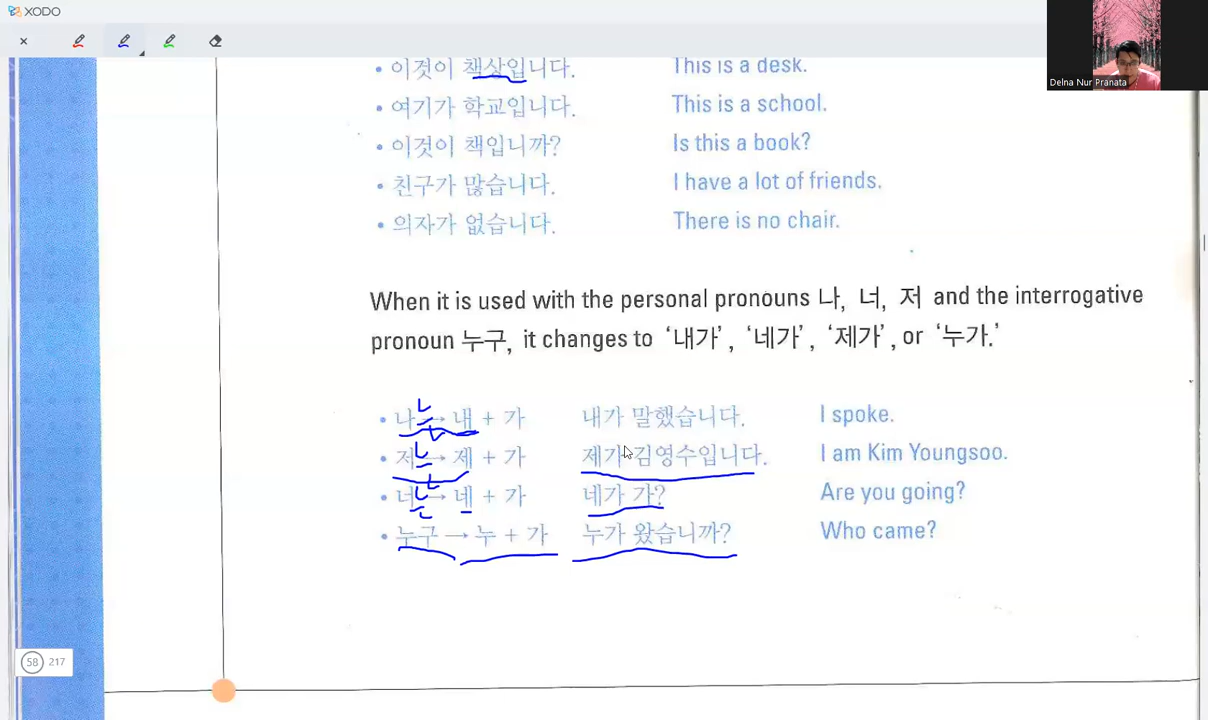 XODO
Delna Nur Pranata
• 이것이 책상입니다. This is a desk.
• 여기가 학교입니다. This is a school.
• 이것이 책입니까? Is this a book?
• 친구가 많습니다. I have a lot of friends.
• 의자가 없습니다. There is no chair.
When it is used with the personal pronouns 나, 너, 저 and the interrogative
pronoun 누구, it changes to ‘내가’, ‘네가’, ‘제가’, or ‘누가.’
• 나 → 내 + 가 내가 말했습니다. I spoke.
• 저 → 제 + 가 제가 김영수입니다. I am Kim Youngsoo.
• 너 → 네 + 가 네가 가? Are you going?
• 누구 → 누 + 가 누가 왔습니까? Who came?
58 217